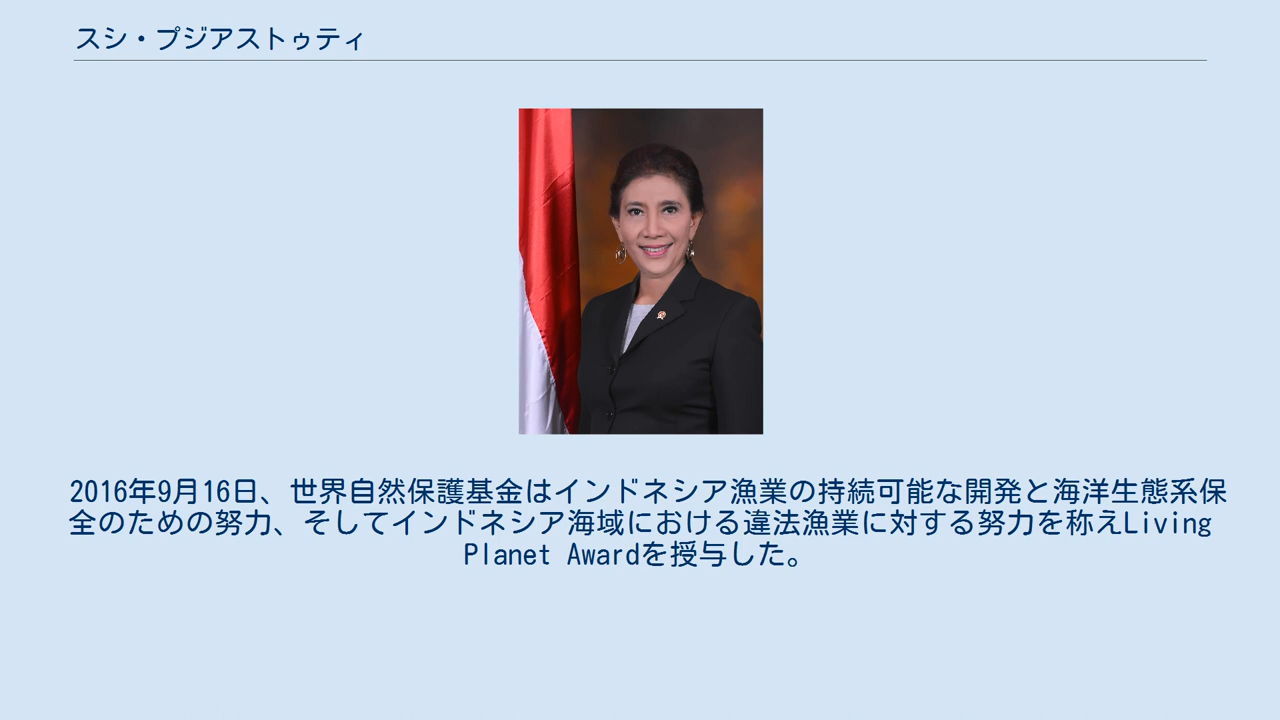 スシ・プジアストゥティ
2016年9月16日、世界自然保護基金はインドネシア漁業の持続可能な開発と海洋生態系保
全のための努力、そしてインドネシア海域における違法漁業に対する努力を称えLiving
Planet Awardを授与した。